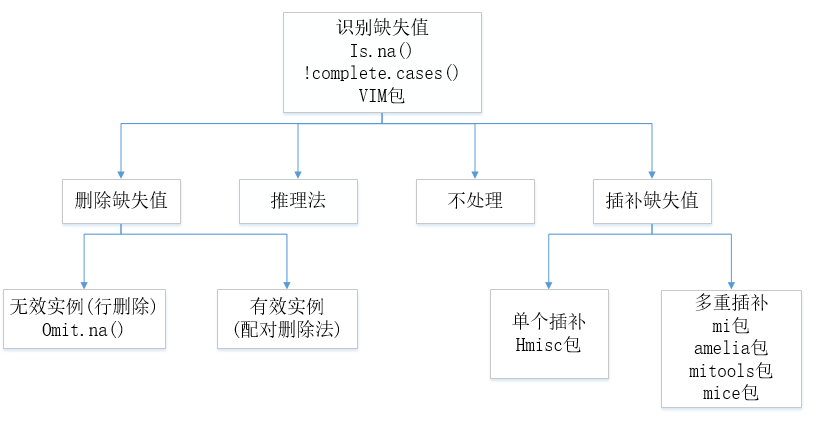 识别缺失值
Is.na()
!complete.cases()
VIM包
删除缺失值
推理法
不处理
插补缺失值
无效实例(行删除)
Omit.na()
有效实例
(配对删除法)
单个插补
Hmisc包
多重插补
mi包
amelia包
mitools包
mice包